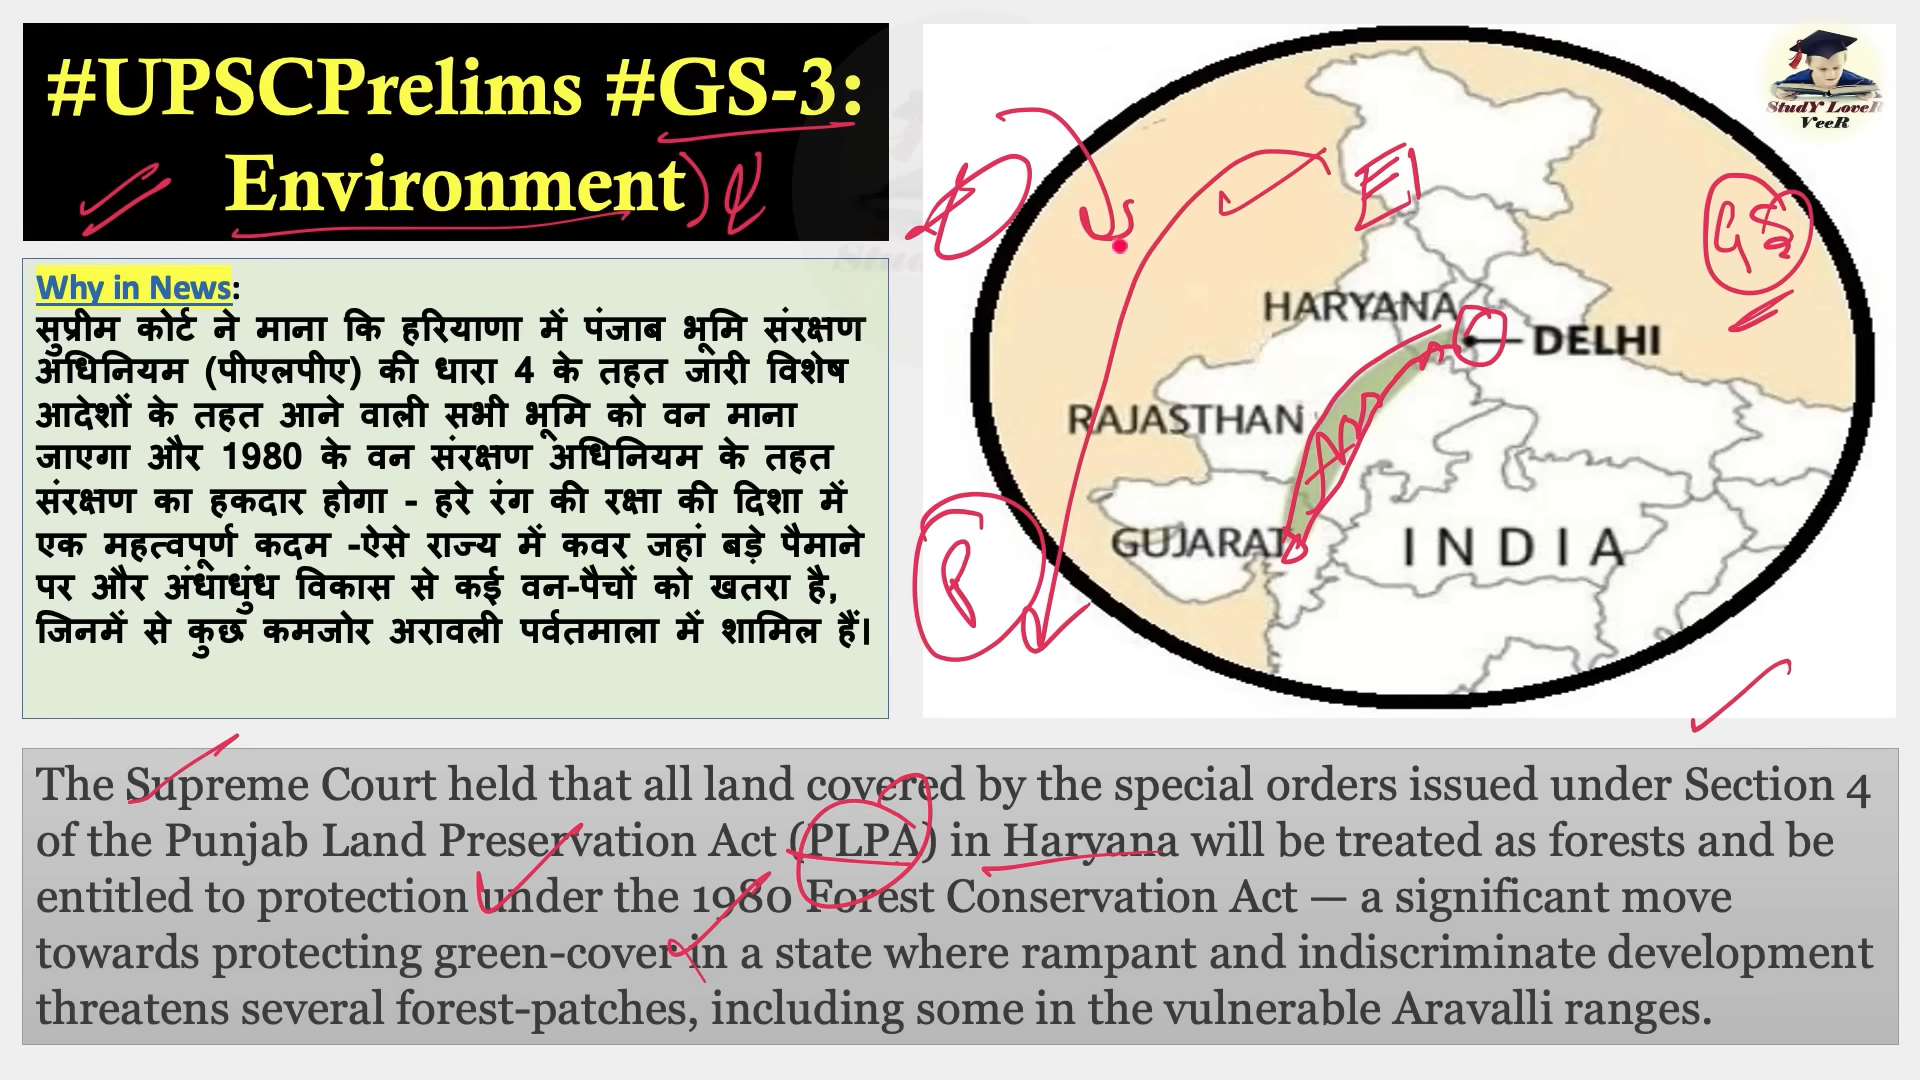 #UPSCPrelims #GS-3:
Environment
Why in News:
सुप्रीम कोर्ट ने माना कि हरियाणा में पंजाब भूमि संरक्षण
अधिनियम (पीएलपीए) की धारा 4 के तहत जारी विशेष
आदेशों के तहत आने वाली सभी भूमि को वन माना
जाएगा और 1980 के वन संरक्षण अधिनियम के तहत
संरक्षण का हकदार होगा - हरे रंग की रक्षा की दिशा में
एक महत्वपूर्ण कदम -ऐसे राज्य में कवर जहां बड़े पैमाने
पर और अंधाधुंध विकास से कई वन-पैचों को खतरा है,
जिनमें से कुछ कमजोर अरावली पर्वतमाला में शामिल हैं।
StudY LoveR
VeeR
HARYANA
DELHI
RAJASTHAN
GUJARAT
INDIA
The Supreme Court held that all land covered by the special orders issued under Section 4
of the Punjab Land Preservation Act (PLPA) in Haryana will be treated as forests and be
entitled to protection under the 1980 Forest Conservation Act — a significant move
towards protecting green-cover in a state where rampant and indiscriminate development
threatens several forest-patches, including some in the vulnerable Aravalli ranges.